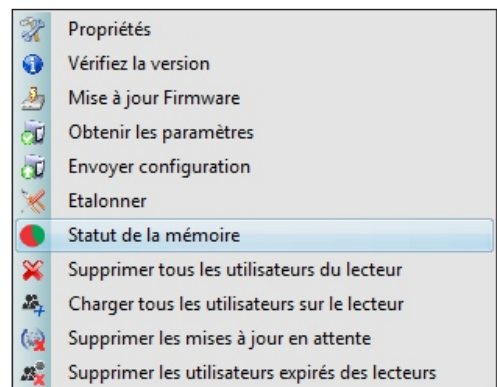 Propriétés
Vérifiez la version
Mise à jour Firmware
Obtenir les paramètres
Envoyer configuration
Etalonner
Statut de la mémoire
Supprimer tous les utilisateurs du lecteur
Charger tous les utilisateurs sur le lecteur
Supprimer les mises à jour en attente
Supprimer les utilisateurs expirés des lecteurs